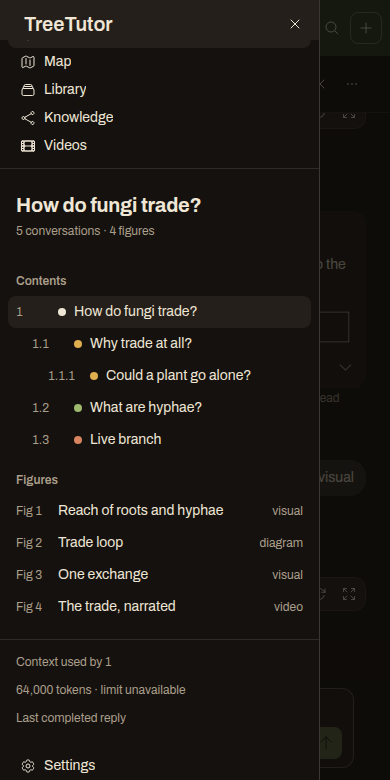 TreeTutor
Map
Library
Knowledge
Videos
How do fungi trade?
5 conversations · 4 figures
Contents
1 How do fungi trade?
1.1 Why trade at all?
1.1.1 Could a plant go alone?
1.2 What are hyphae?
1.3 Live branch
Figures
Fig 1 Reach of roots and hyphae visual
Fig 2 Trade loop diagram
Fig 3 One exchange visual
Fig 4 The trade, narrated video
Context used by 1
64,000 tokens · limit unavailable
Last completed reply
Settings
the
ead
visual